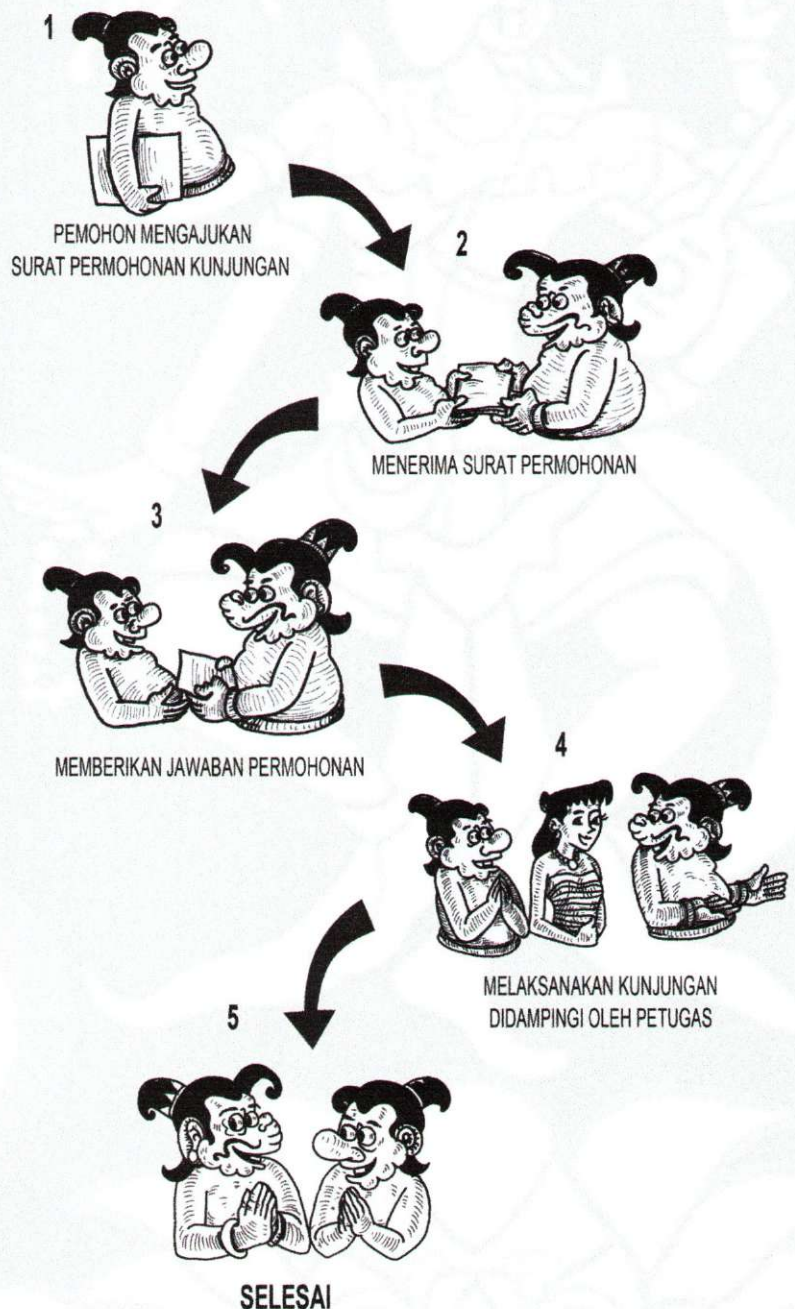 1
PEMOHON MENGAJUKAN
SURAT PERMOHONAN KUNJUNGAN
2
MENERIMA SURAT PERMOHONAN
3
MEMBERIKAN JAWABAN PERMOHONAN
4
MELAKSANAKAN KUNJUNGAN
DIDAMPINGI OLEH PETUGAS
5
SELESAI